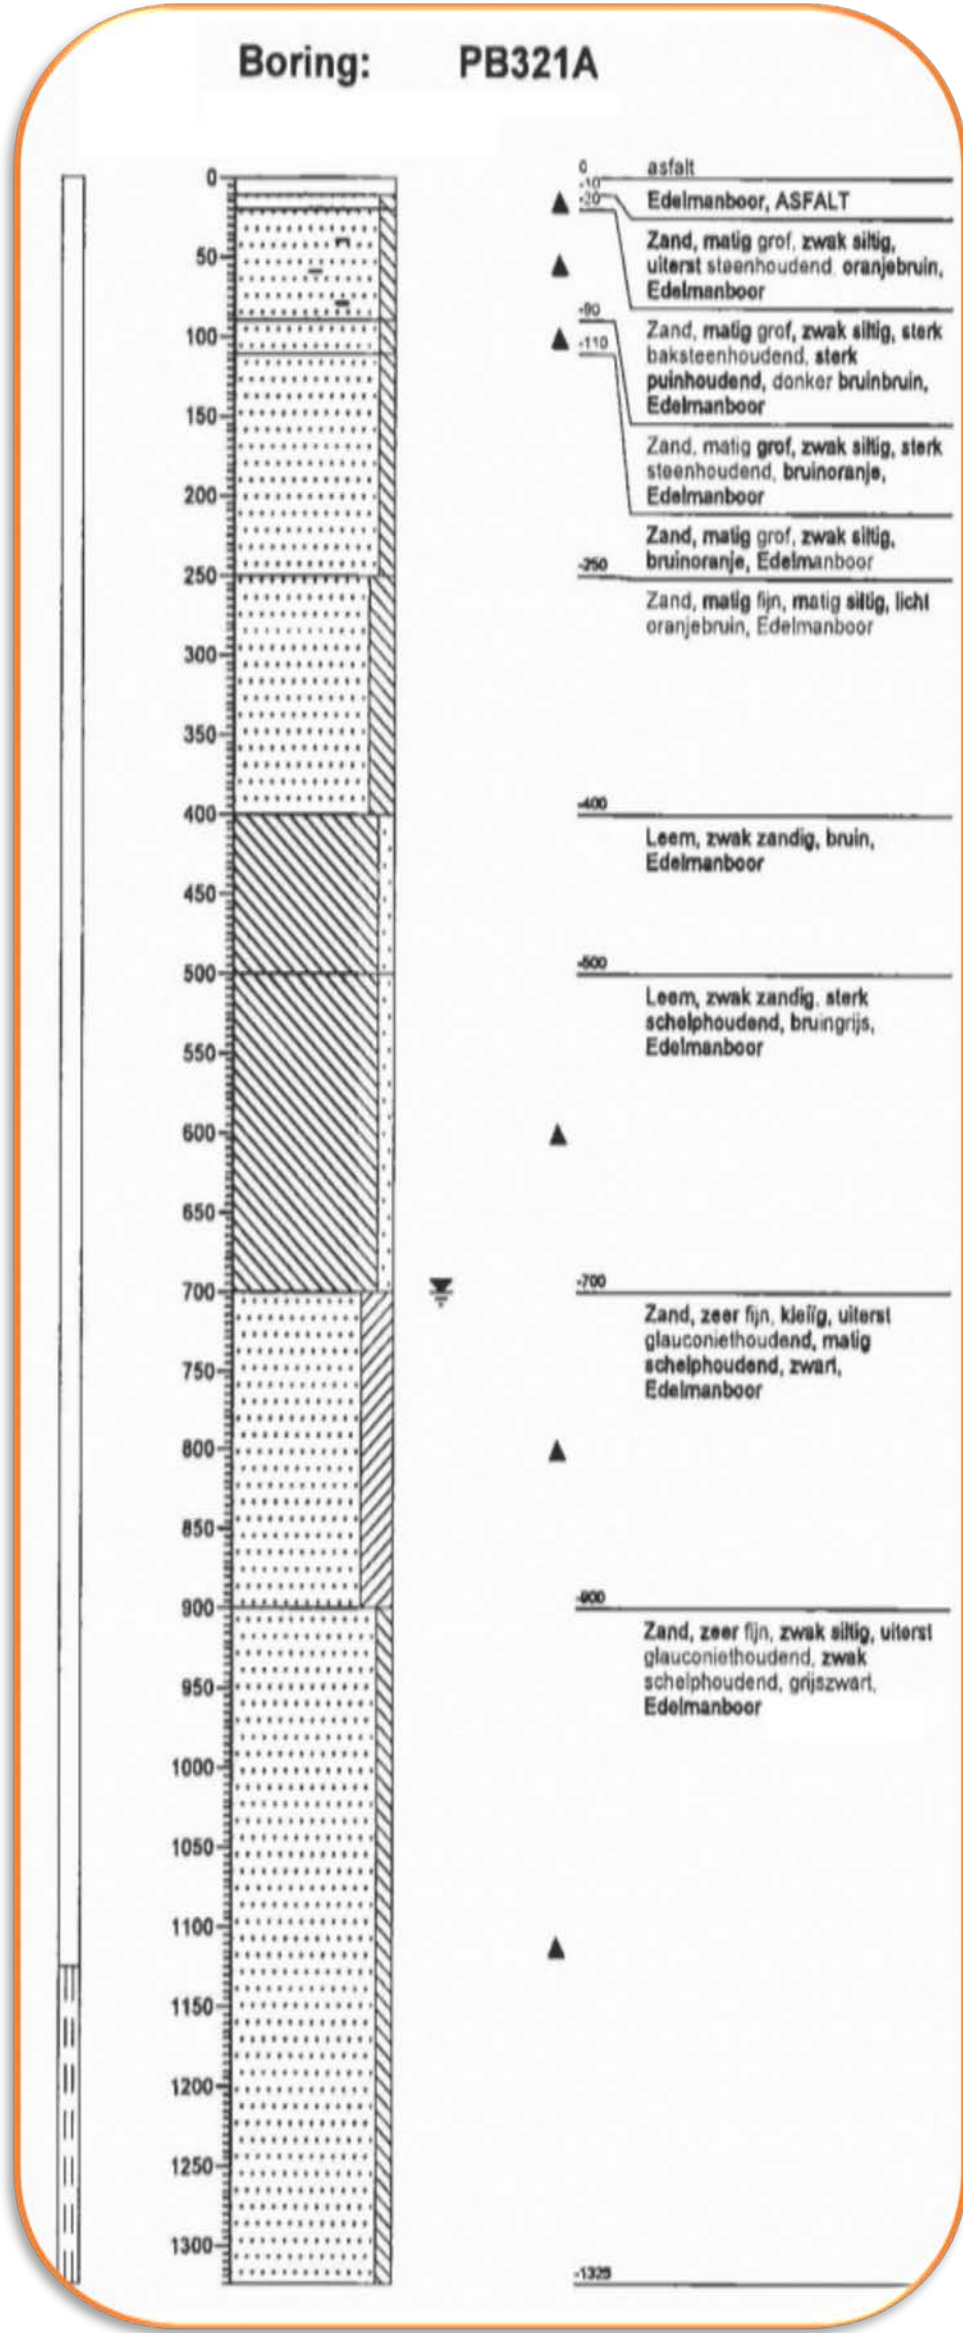 Boring: PB321A
0
50
100
150
200
250
300
350
400
450
500
550
600
650
700
750
800
850
900
950
1000
1050
1100
1150
1200
1250
1300
0
asfalt
-10
Edelmanboor, ASFALT
-20
Zand, matig grof, zwak siltig,
uiterst steenhoudend, oranjebruin,
Edelmanboor
-90
Zand, matig grof, zwak siltig, sterk
baksteenhoudend, sterk
puinhoudend, donker bruinbruin,
Edelmanboor
-110
Zand, matig grof, zwak siltig, sterk
steenhoudend, bruinoranje,
Edelmanboor
Zand, matig grof, zwak siltig,
bruinoranje, Edelmanboor
-250
Zand, matig fijn, matig siltig, licht
oranjebruin, Edelmanboor
-400
Leem, zwak zandig, bruin,
Edelmanboor
-500
Leem, zwak zandig, sterk
schelphoudend, bruingrijs,
Edelmanboor
-700
Zand, zeer fijn, kleiïg, uiterst
glauconiethoudend, matig
schelphoudend, zwart,
Edelmanboor
-900
Zand, zeer fijn, zwak siltig, uiterst
glauconiethoudend, zwak
schelphoudend, grijszwart,
Edelmanboor
-1325